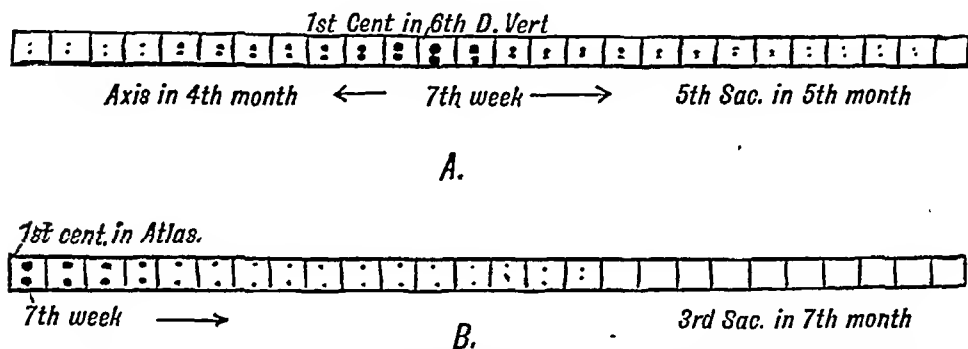 1st Cent in 6th D. Vert
Axis in 4th month ← 7th week → 5th Sac. in 5th month
A.
1st cent. in Atlas.
7th week → 3rd Sac. in 7th month
B.